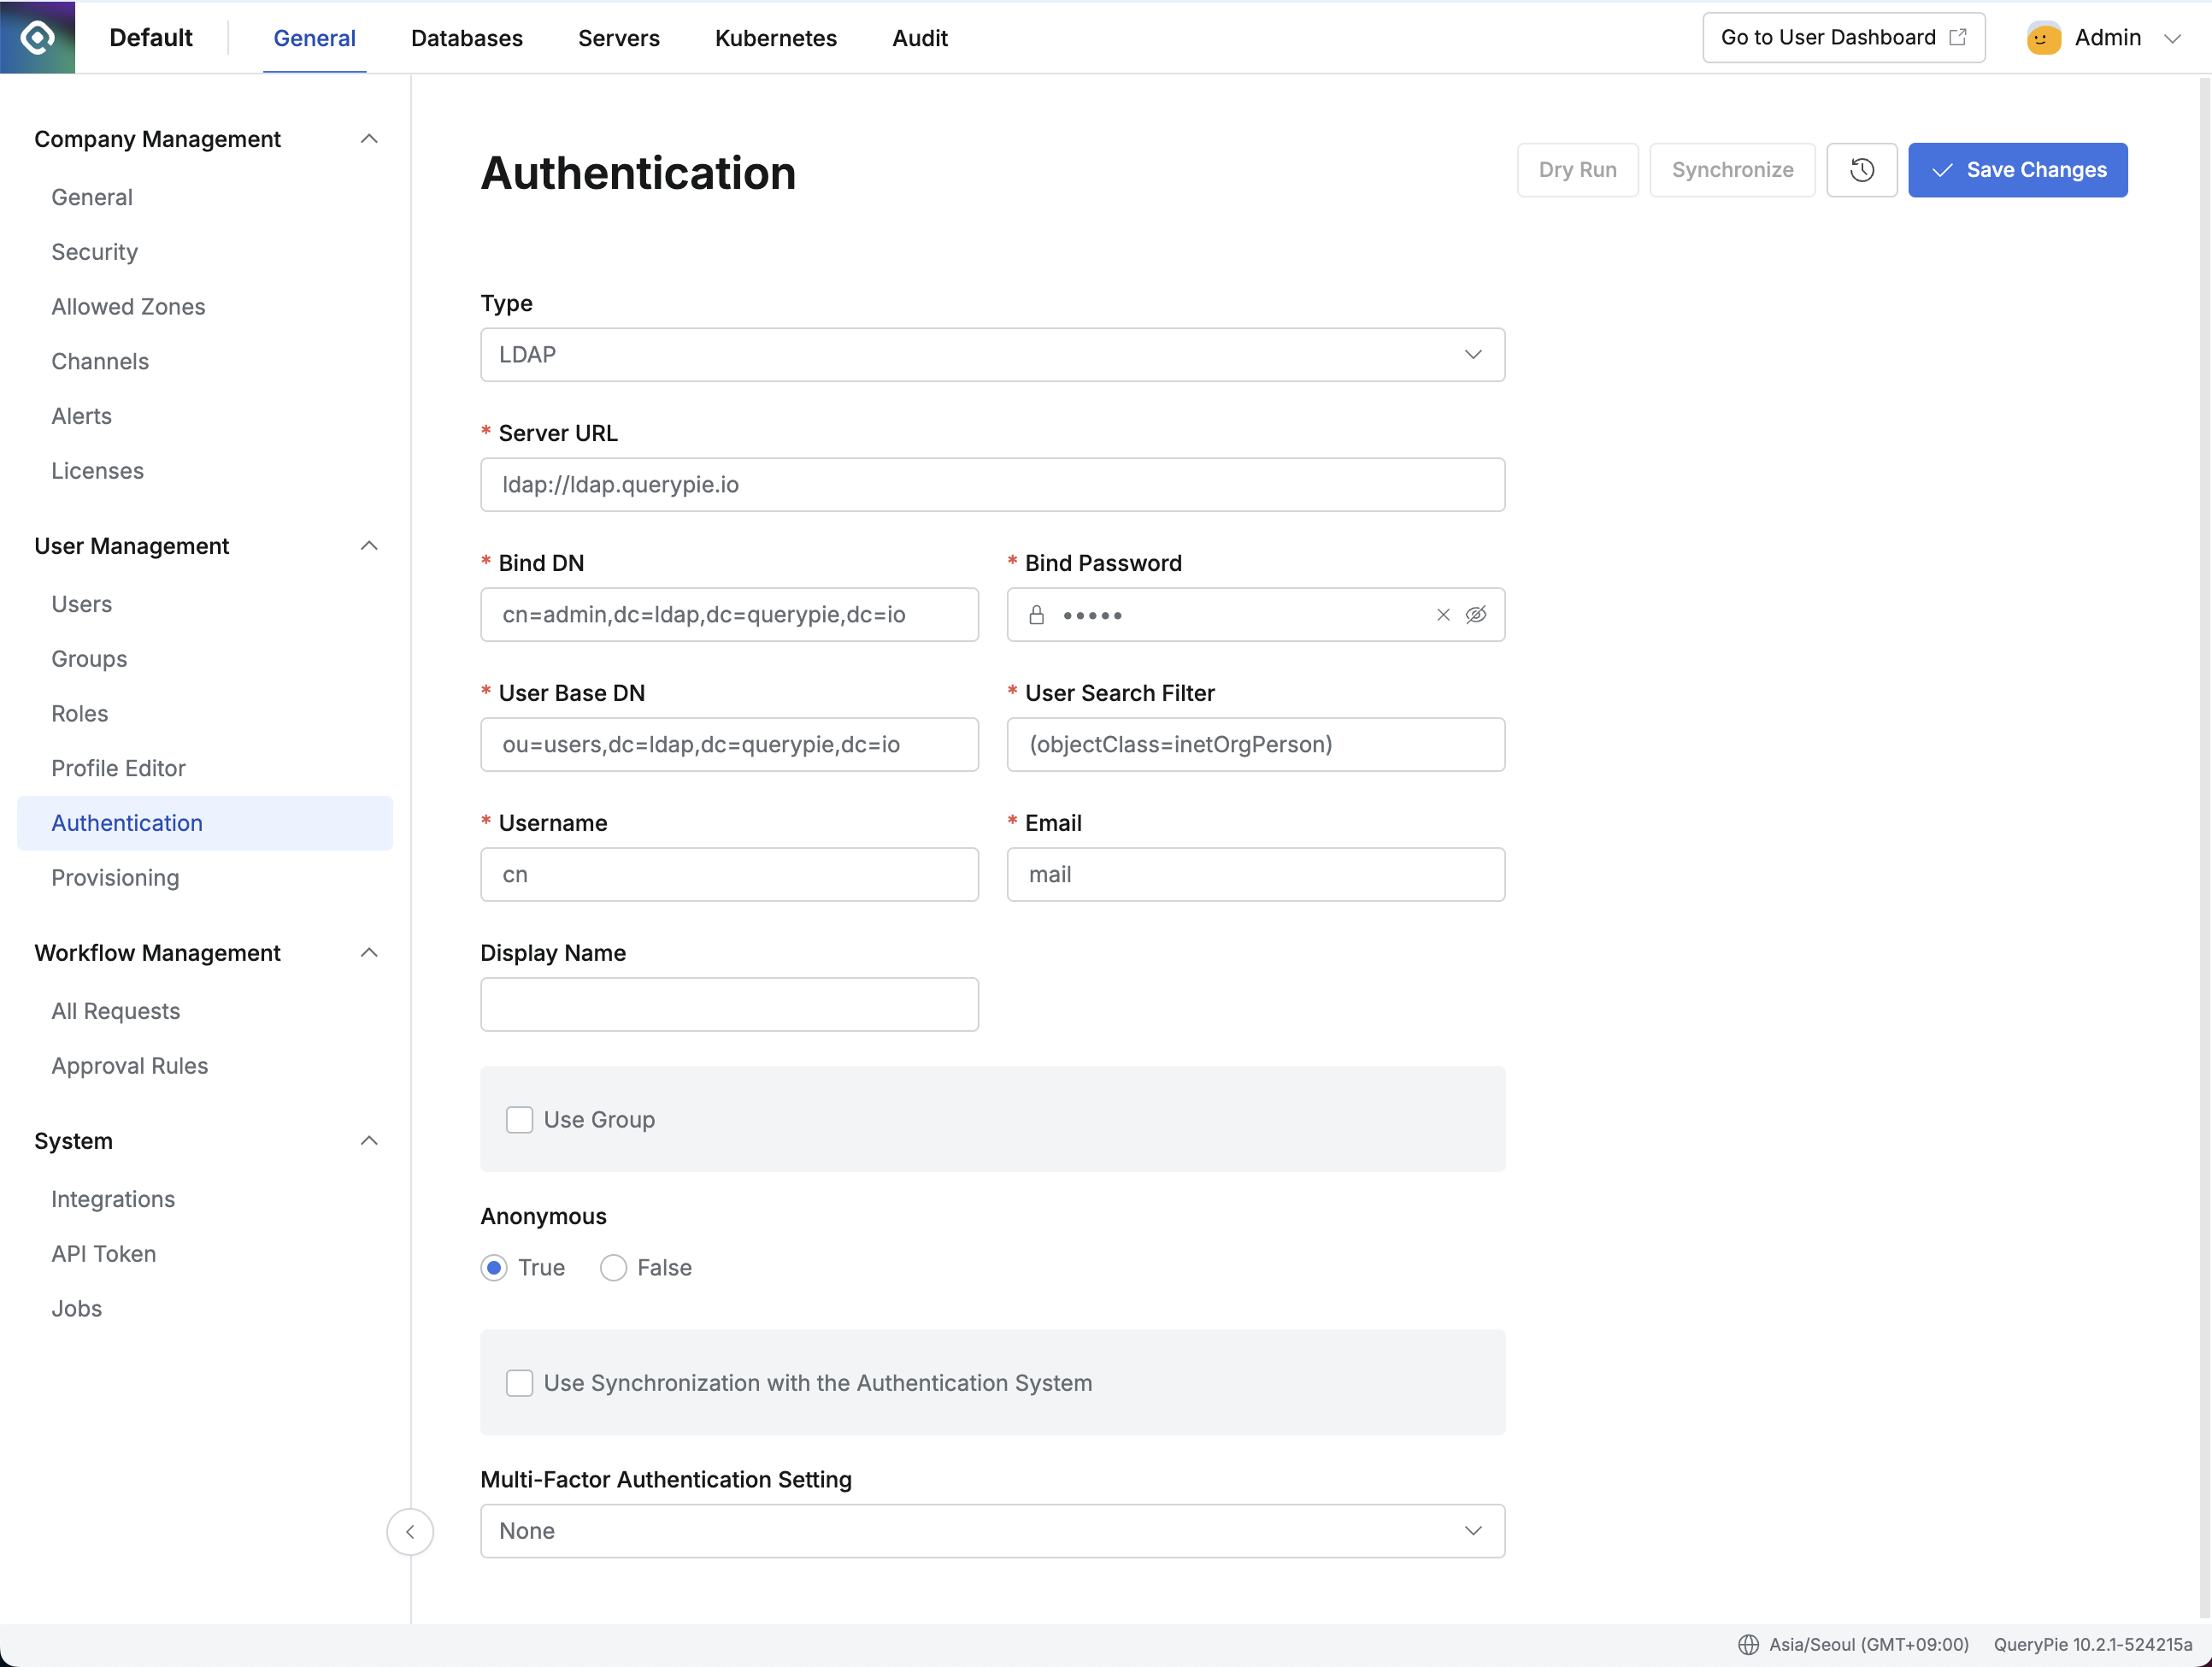 Default
General
Databases
Servers
Kubernetes
Audit
Go to User Dashboard
Admin
Company Management
General
Security
Allowed Zones
Channels
Alerts
Licenses
User Management
Users
Groups
Roles
Profile Editor
Authentication
Provisioning
Workflow Management
All Requests
Approval Rules
System
Integrations
API Token
Jobs
Authentication
Dry Run
Synchronize
Save Changes
Type
LDAP
* Server URL
ldap://ldap.querypie.io
* Bind DN
cn=admin,dc=ldap,dc=querypie,dc=io
* Bind Password
•••••
* User Base DN
ou=users,dc=ldap,dc=querypie,dc=io
* User Search Filter
(objectClass=inetOrgPerson)
* Username
cn
* Email
mail
Display Name
Use Group
Anonymous
True
False
Use Synchronization with the Authentication System
Multi-Factor Authentication Setting
None
Asia/Seoul (GMT+09:00)
QueryPie 10.2.1-524215a